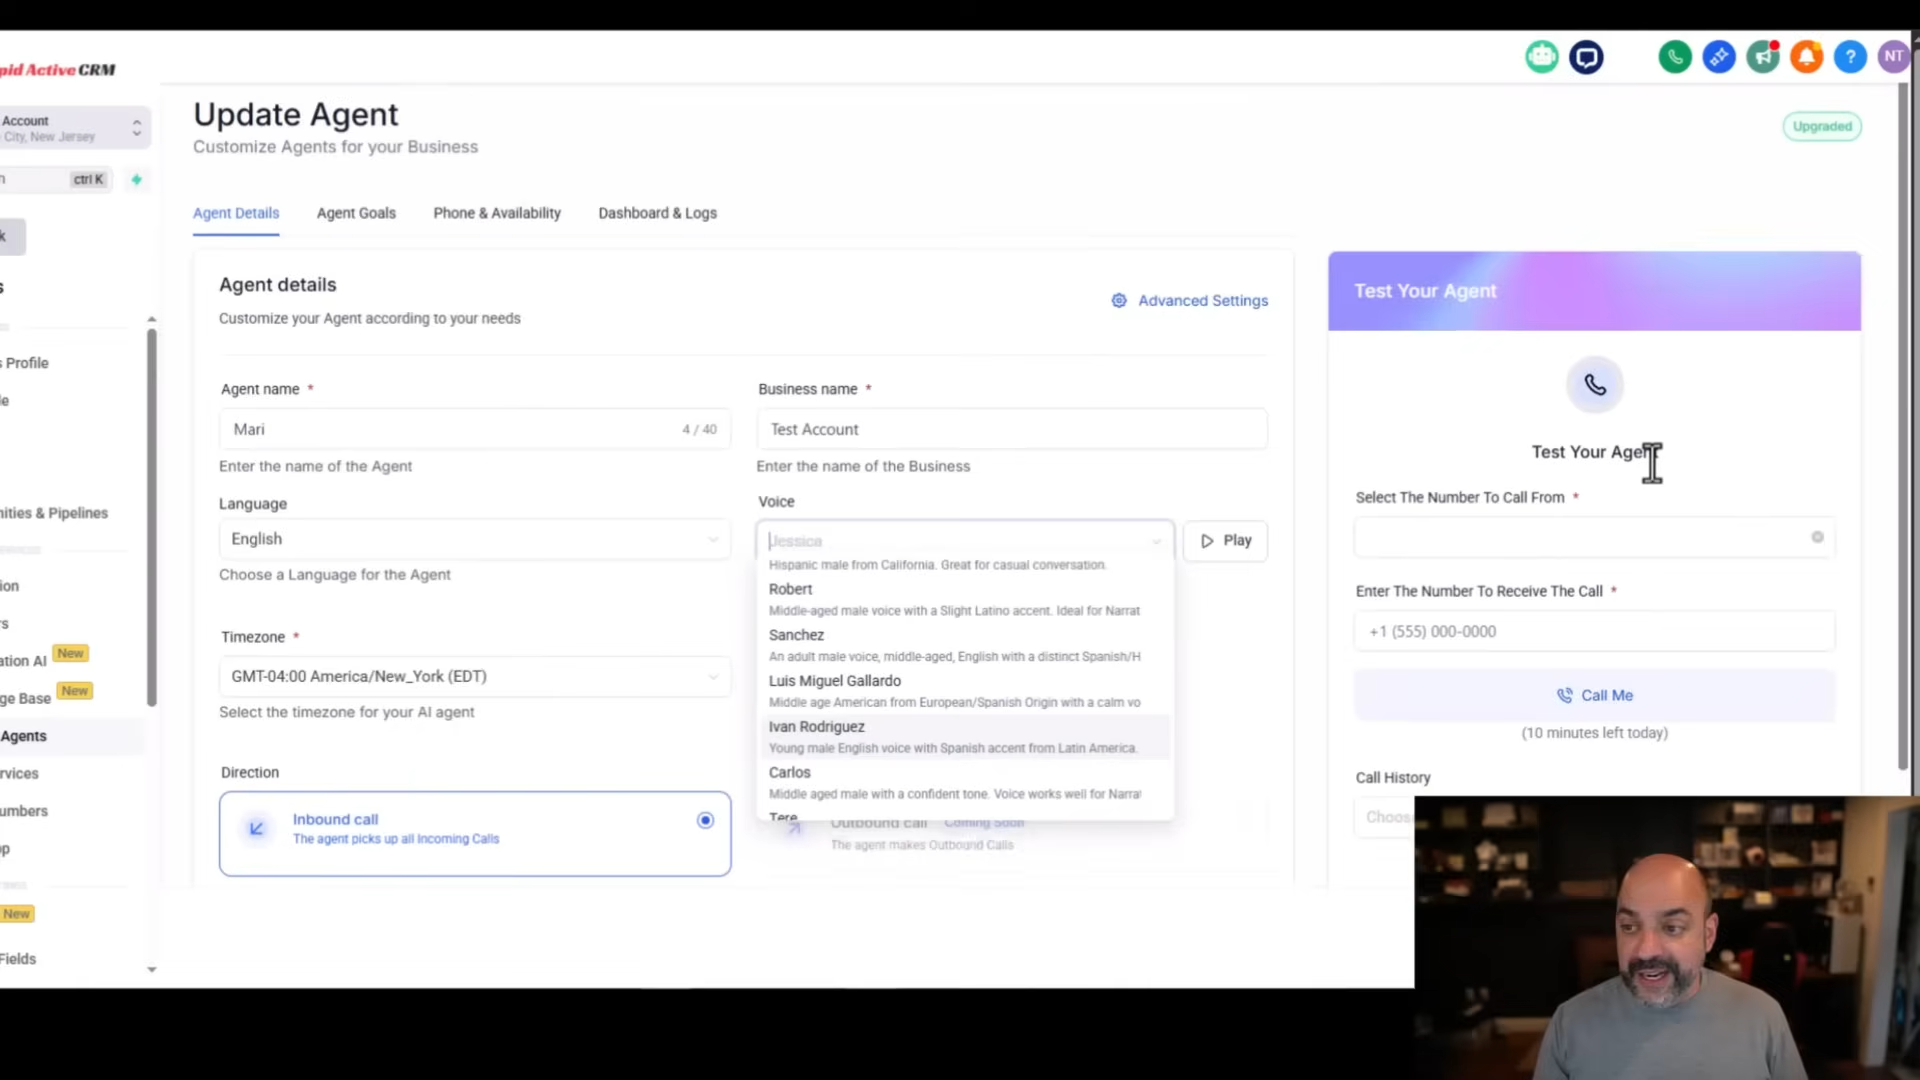 pid Active CRM
NT
Account
City, New Jersey
ctrl K
k
s
s Profile
le
nities & Pipelines
ion
rs
ation AI New
ge Base New
Agents
rvices
umbers
pp
New
Fields
Update Agent
Customize Agents for your Business
Upgraded
Agent Details
Agent Goals
Phone & Availability
Dashboard & Logs
Agent details
Customize your Agent according to your needs
Advanced Settings
Agent name *
Mari
4 / 40
Enter the name of the Agent
Business name *
Test Account
Enter the name of the Business
Language
English
Choose a Language for the Agent
Voice
Jessica
Play
Hispanic male from California. Great for casual conversation.
Robert
Middle-aged male voice with a Slight Latino accent. Ideal for Narrat
Sanchez
An adult male voice, middle-aged, English with a distinct Spanish/H
Luis Miguel Gallardo
Middle age American from European/Spanish Origin with a calm vo
Ivan Rodriguez
Young male English voice with Spanish accent from Latin America.
Carlos
Middle aged male with a confident tone. Voice works well for Narra
Tere
Timezone *
GMT-04:00 America/New_York (EDT)
Select the timezone for your AI agent
Direction
Inbound call
The agent picks up all Incoming Calls
Outbound call Coming Soon
The agent makes Outbound Calls
Test Your Agent
Test Your Agent
Select The Number To Call From *
Enter The Number To Receive The Call *
+1 (555) 000-0000
Call Me
(10 minutes left today)
Call History
Choos